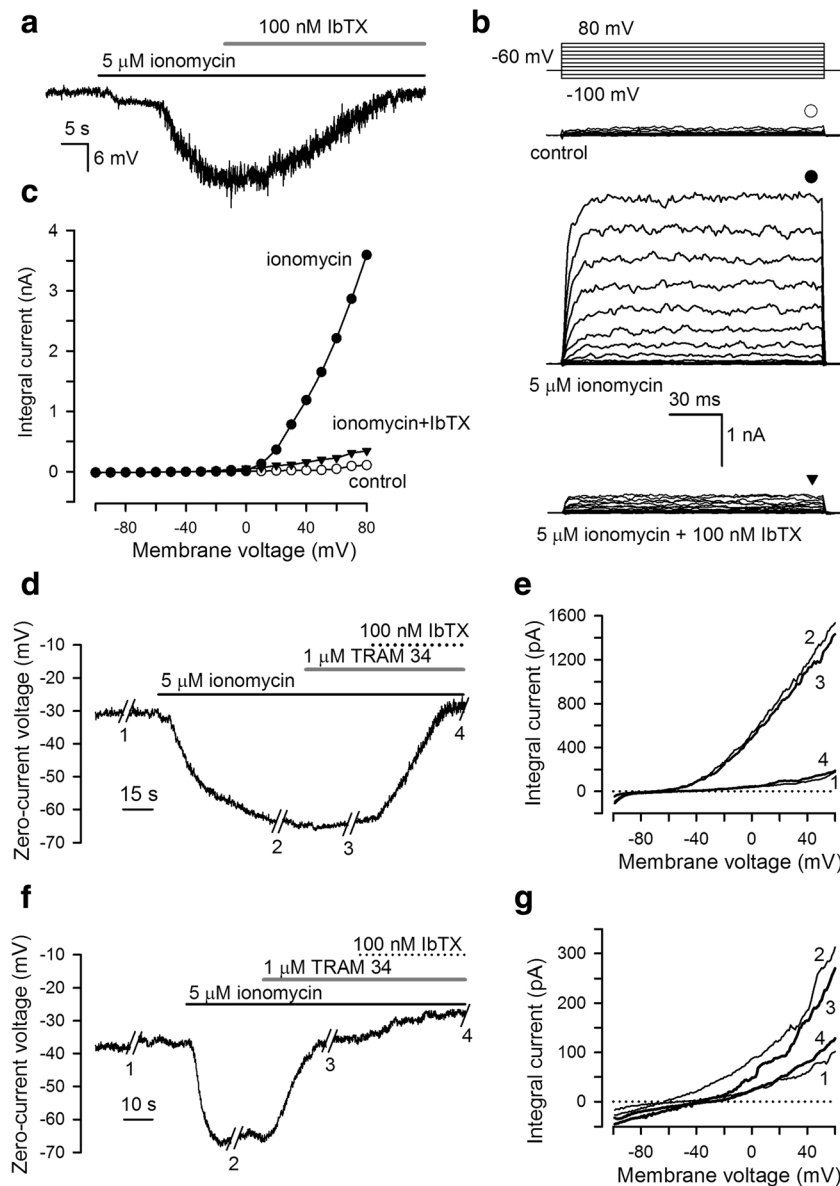 a
100 nM IbTX
5 μM ionomycin
5 s
6 mV
b
80 mV
-60 mV
-100 mV
control
5 μM ionomycin
30 ms
1 nA
5 μM ionomycin + 100 nM IbTX
c
Integral current (nA)
4
3
2
1
0
ionomycin
ionomycin+IbTX
control
-80 -40 0 40 80
Membrane voltage (mV)
d
Zero-current voltage (mV)
-10
-20
-30
-40
-50
-60
-70
100 nM IbTX
1 μM TRAM 34
5 μM ionomycin
1
2
3
4
15 s
e
Integral current (pA)
1600
1200
800
400
0
2
3
4
1
-80 -40 0 40
Membrane voltage (mV)
f
Zero-current voltage (mV)
-10
-20
-30
-40
-50
-60
-70
100 nM IbTX
1 μM TRAM 34
5 μM ionomycin
1
2
3
4
10 s
g
Integral current (pA)
300
200
100
0
2
3
4
1
-80 -40 0 40
Membrane voltage (mV)